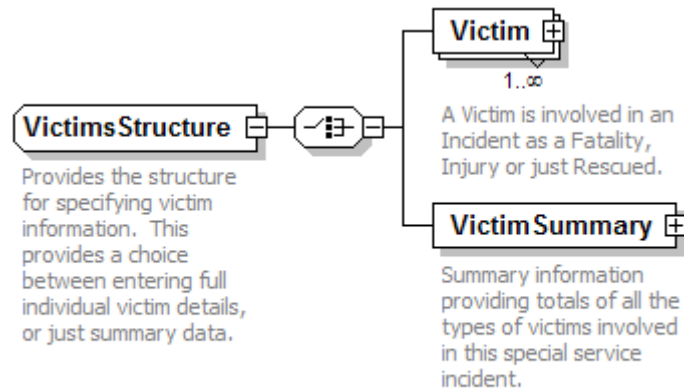 Victim
1..∞
A Victim is involved in an
Incident as a Fatality,
Injury or just Rescued.
VictimsStructure
Provides the structure
for specifying victim
information.  This
provides a choice
between entering full
individual victim details,
or just summary data.
VictimSummary
Summary information
providing totals of all the
types of victims involved
in this special service
incident.